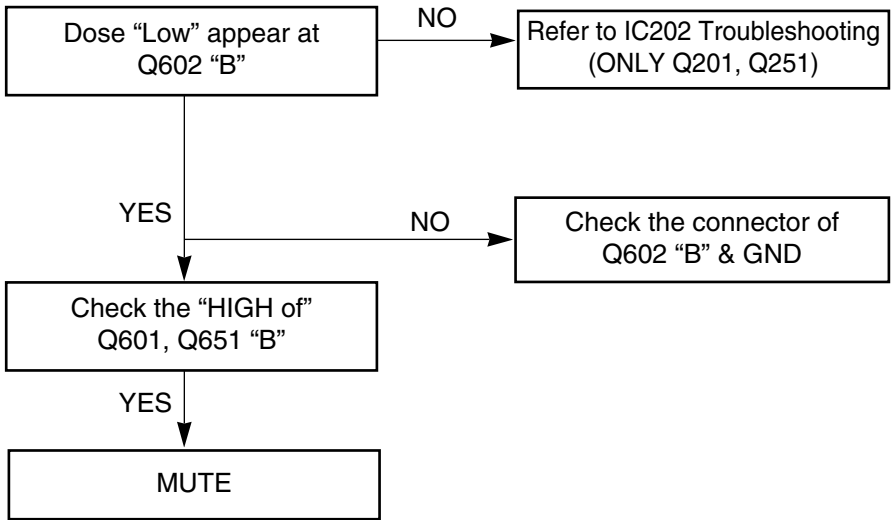 Dose “Low” appear at
Q602 “B”
NO
Refer to IC202 Troubleshooting
(ONLY Q201, Q251)
YES
NO
Check the connector of
Q602 “B” & GND
Check the “HIGH of”
Q601, Q651 “B”
YES
MUTE